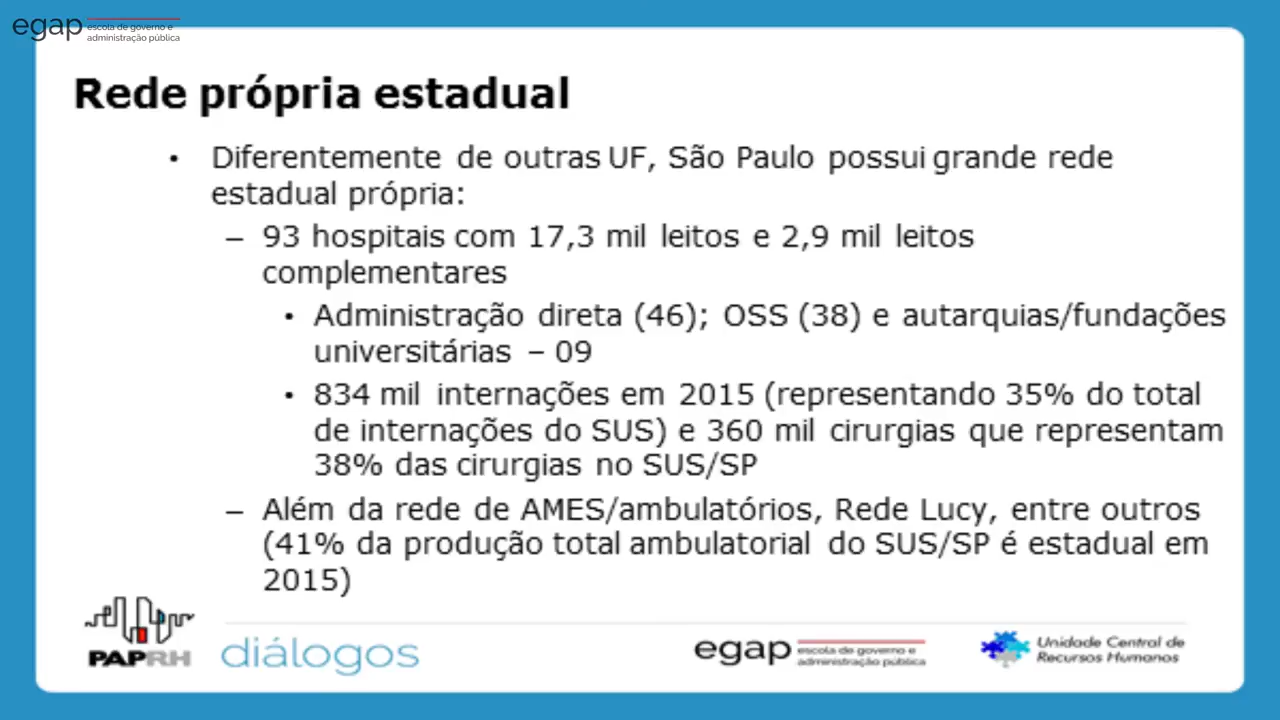 egap escola de governo e
administração pública
Rede própria estadual
• Diferentemente de outras UF, São Paulo possui grande rede
estadual própria:
– 93 hospitais com 17,3 mil leitos e 2,9 mil leitos
complementares
• Administração direta (46); OSS (38) e autarquias/fundações
universitárias – 09
• 834 mil internações em 2015 (representando 35% do total
de internações do SUS) e 360 mil cirurgias que representam
38% das cirurgias no SUS/SP
– Além da rede de AMES/ambulatórios, Rede Lucy, entre outros
(41% da produção total ambulatorial do SUS/SP é estadual em
2015)
PAPRH
diálogos
egap escola de governo e
administração pública
Unidade Central de
Recursos Humanos